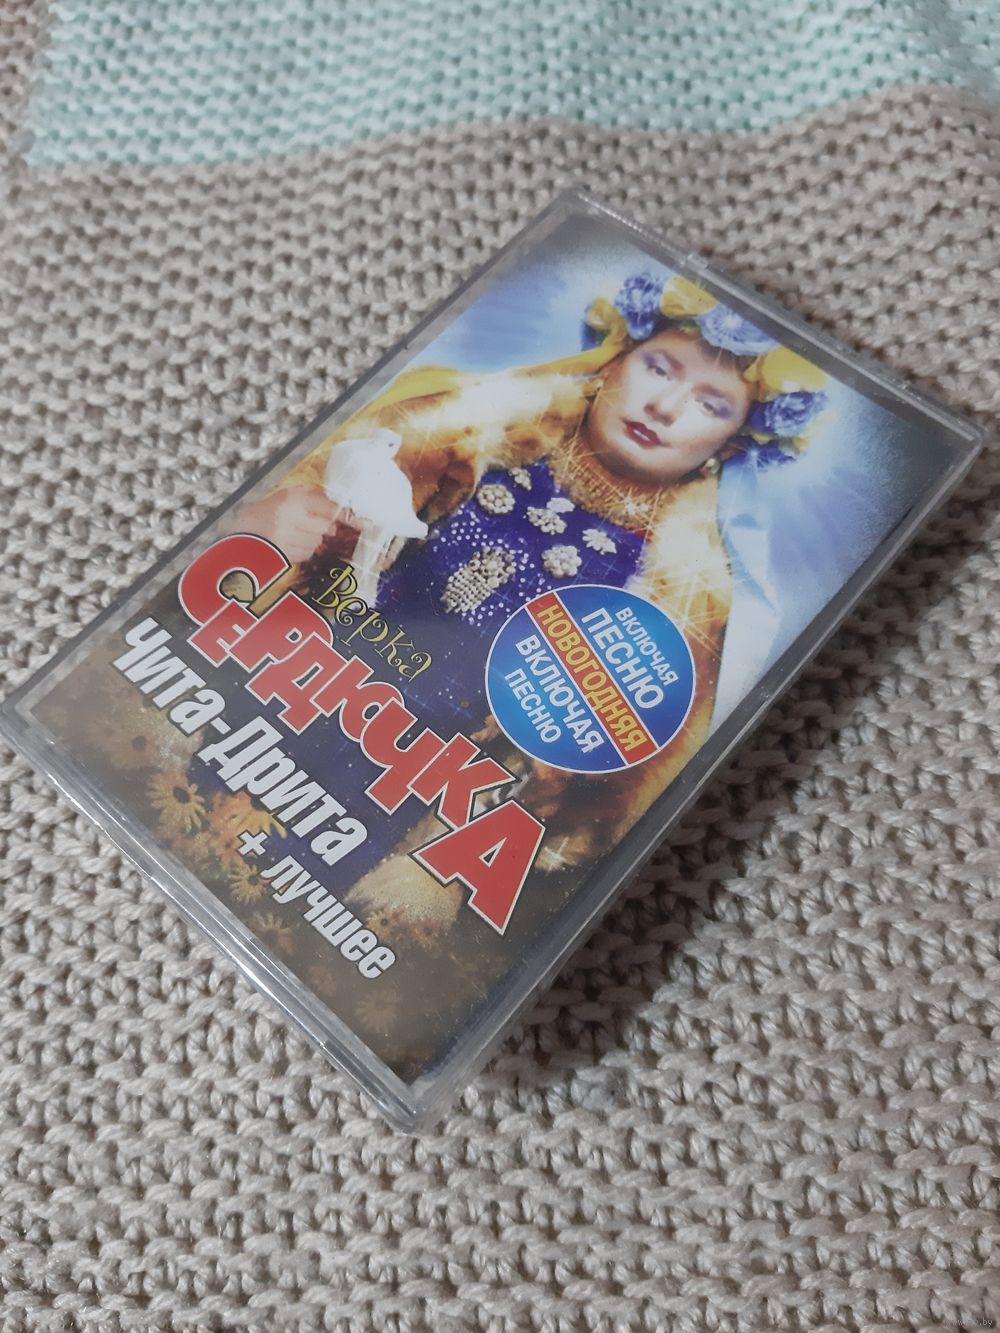 Верка
СЕРДЮЧКА
Чита-Дрита
+ лучшее
ВКЛЮЧАЯ
ПЕСНЮ
НОВОГОДНЯЯ
ВКЛЮЧАЯ
ПЕСНЮ